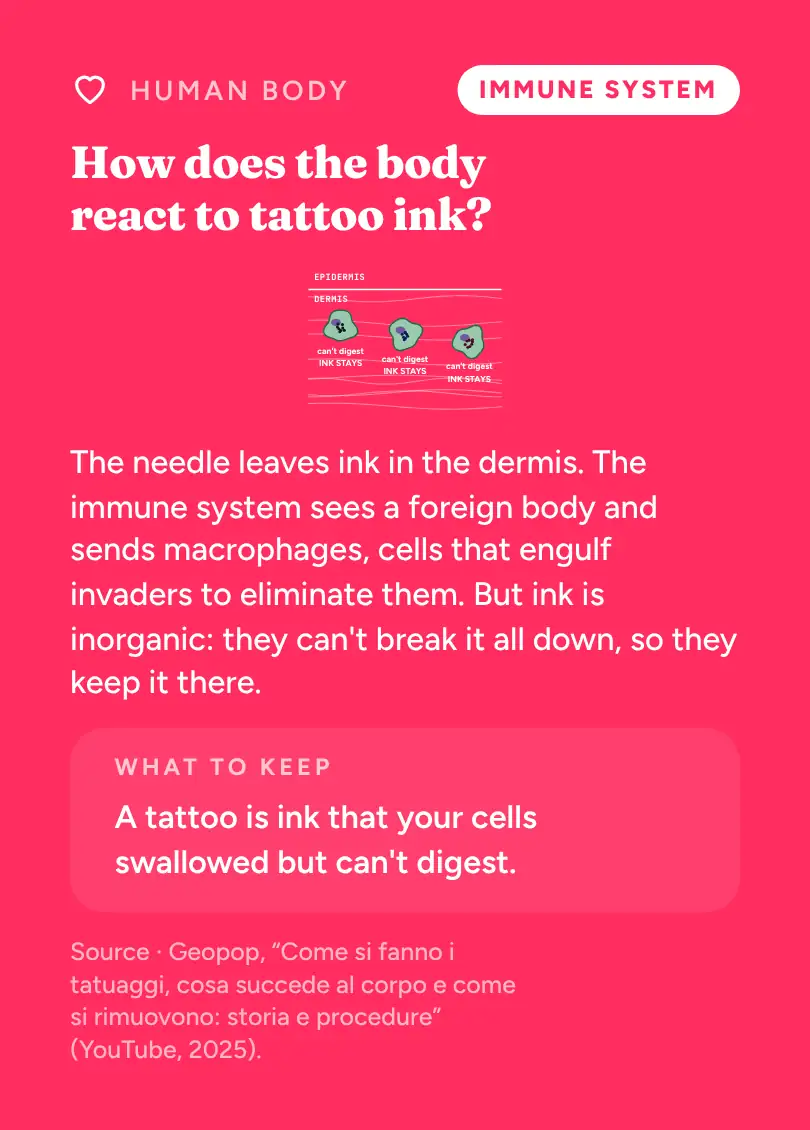 HUMAN BODY
IMMUNE SYSTEM
How does the body
react to tattoo ink?
EPIDERMIS
DERMIS
can't digest
INK STAYS
can't digest
INK STAYS
can't digest
INK STAYS
The needle leaves ink in the dermis. The
immune system sees a foreign body and
sends macrophages, cells that engulf
invaders to eliminate them. But ink is
inorganic: they can't break it all down, so they
keep it there.
WHAT TO KEEP
A tattoo is ink that your cells
swallowed but can't digest.
Source · Geopop, “Come si fanno i
tatuaggi, cosa succede al corpo e come
si rimuovono: storia e procedure”
(YouTube, 2025).